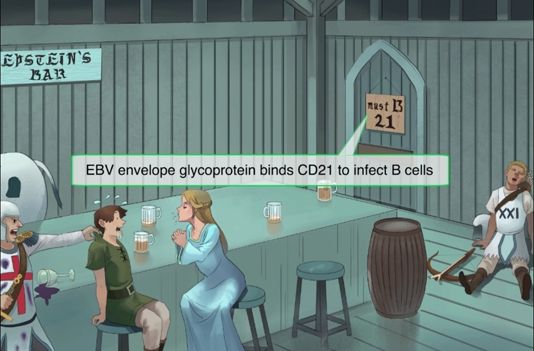 EPSTEIN'S
BAR
must B
21
EBV envelope glycoprotein binds CD21 to infect B cells
XXI